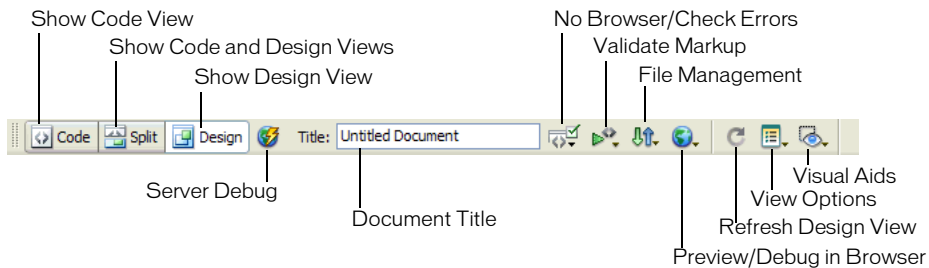 Show Code View
No Browser/Check Errors
Show Code and Design Views
Validate Markup
Show Design View
File Management
Code
Split
Design
Title:
Untitled Document
Server Debug
Visual Aids
View Options
Document Title
Refresh Design View
Preview/Debug in Browser